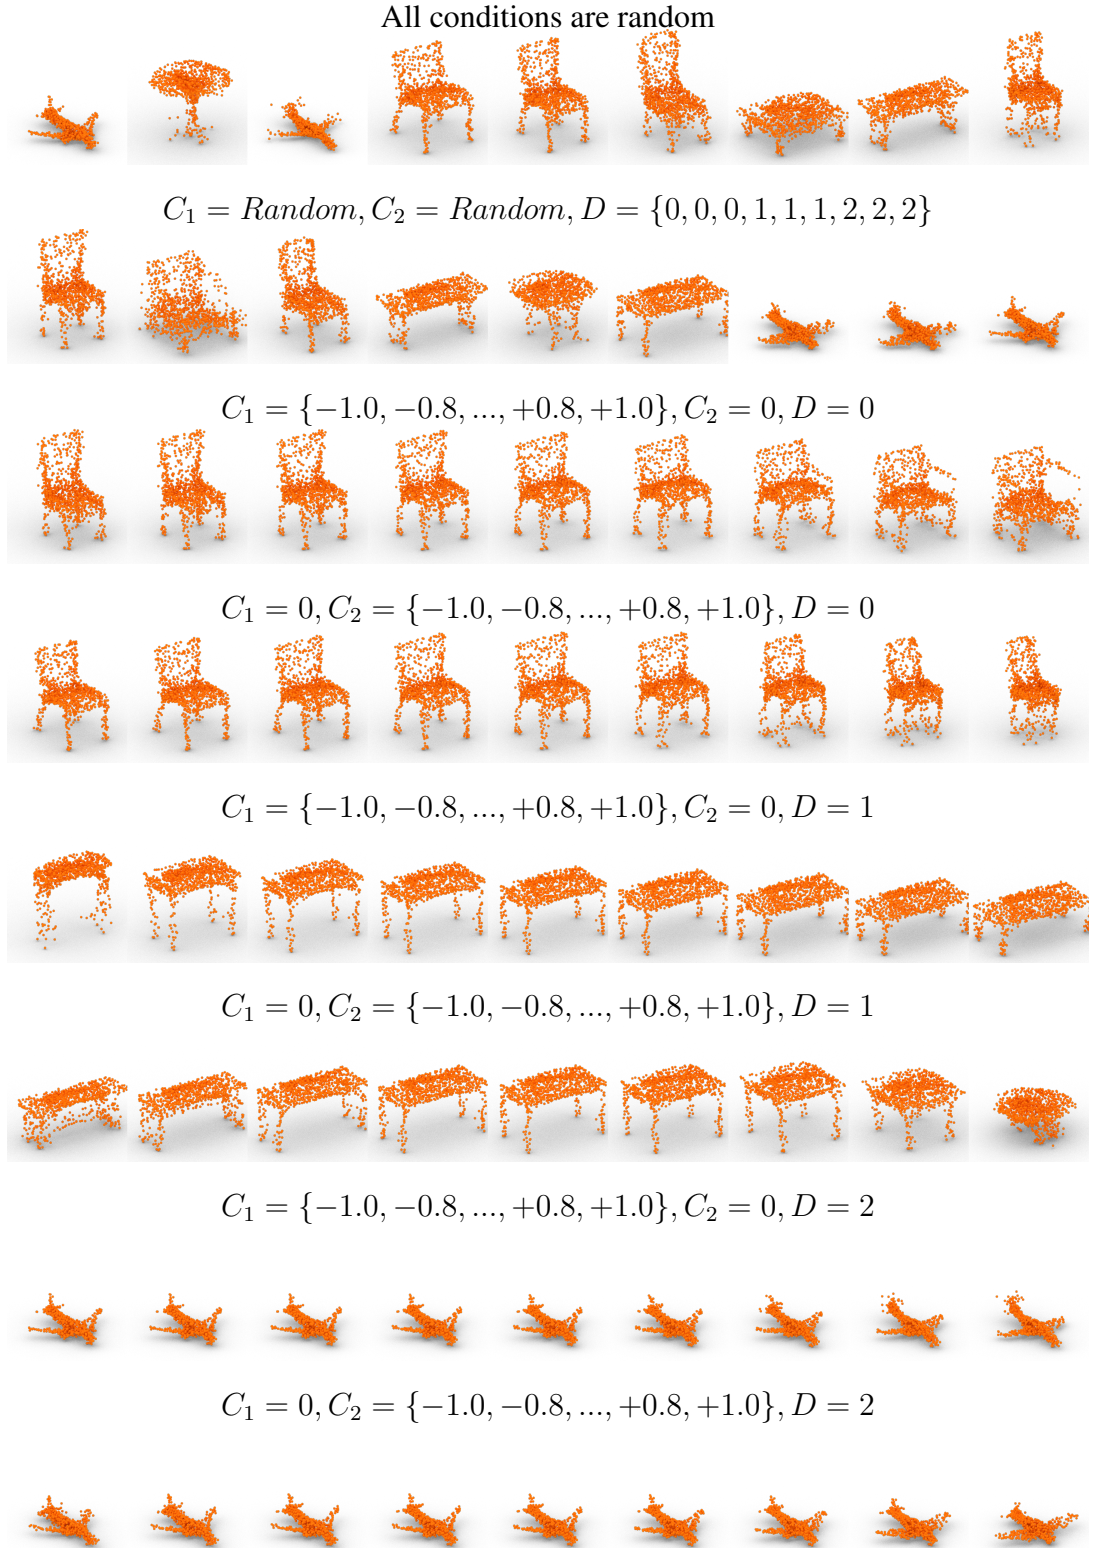 All conditions are random
C₁ = Random, C₂ = Random, D = {0, 0, 0, 1, 1, 1, 2, 2, 2}
C₁ = {−1.0, −0.8, ..., +0.8, +1.0}, C₂ = 0, D = 0
C₁ = 0, C₂ = {−1.0, −0.8, ..., +0.8, +1.0}, D = 0
C₁ = {−1.0, −0.8, ..., +0.8, +1.0}, C₂ = 0, D = 1
C₁ = 0, C₂ = {−1.0, −0.8, ..., +0.8, +1.0}, D = 1
C₁ = {−1.0, −0.8, ..., +0.8, +1.0}, C₂ = 0, D = 2
C₁ = 0, C₂ = {−1.0, −0.8, ..., +0.8, +1.0}, D = 2